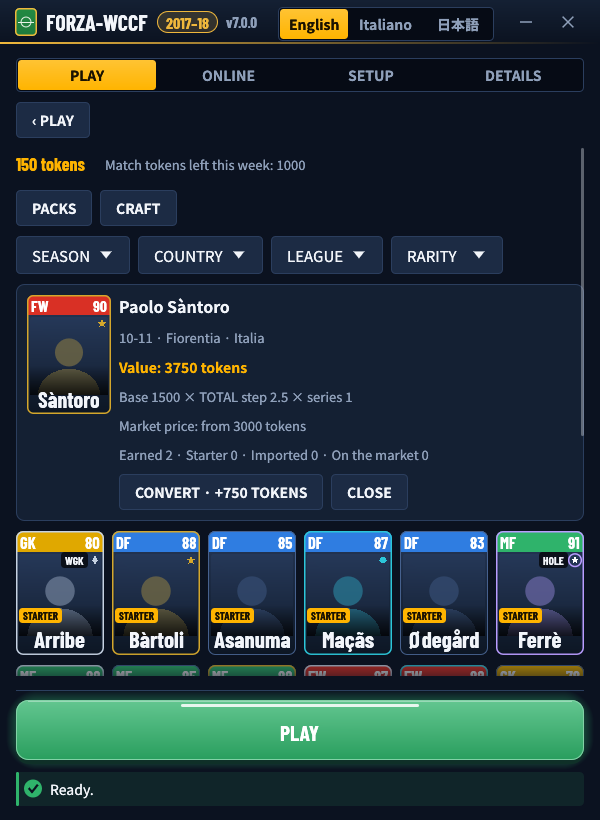 FORZA-WCCF 2017-18 v7.0.0 English Italiano 日本語
PLAY ONLINE SETUP DETAILS
‹ PLAY
150 tokens Match tokens left this week: 1000
PACKS CRAFT
SEASON COUNTRY LEAGUE RARITY
FW 90
Sàntoro
Paolo Sàntoro
10-11 · Fiorentia · Italia
Value: 3750 tokens
Base 1500 × TOTAL step 2.5 × series 1
Market price: from 3000 tokens
Earned 2 · Starter 0 · Imported 0 · On the market 0
CONVERT · +750 TOKENS CLOSE
GK 80 DF 88 DF 85 DF 87 DF 83 MF 91
WGK HOLE
STARTER STARTER STARTER STARTER STARTER
Arribe Bàrtoli Asanuma Maçãs Ødegård Ferrè
PLAY
Ready.